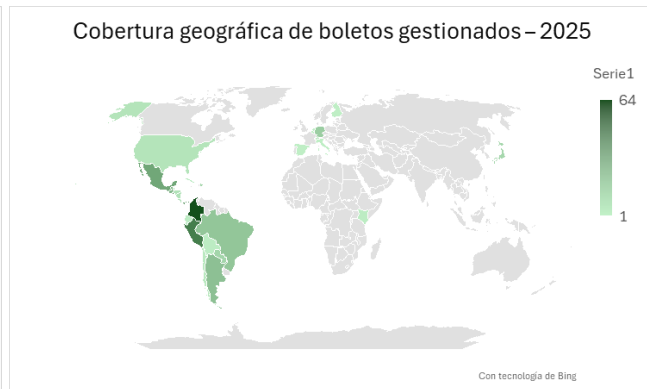 Cobertura geográfica de boletos gestionados – 2025
Serie1
64
1
Con tecnología de Bing